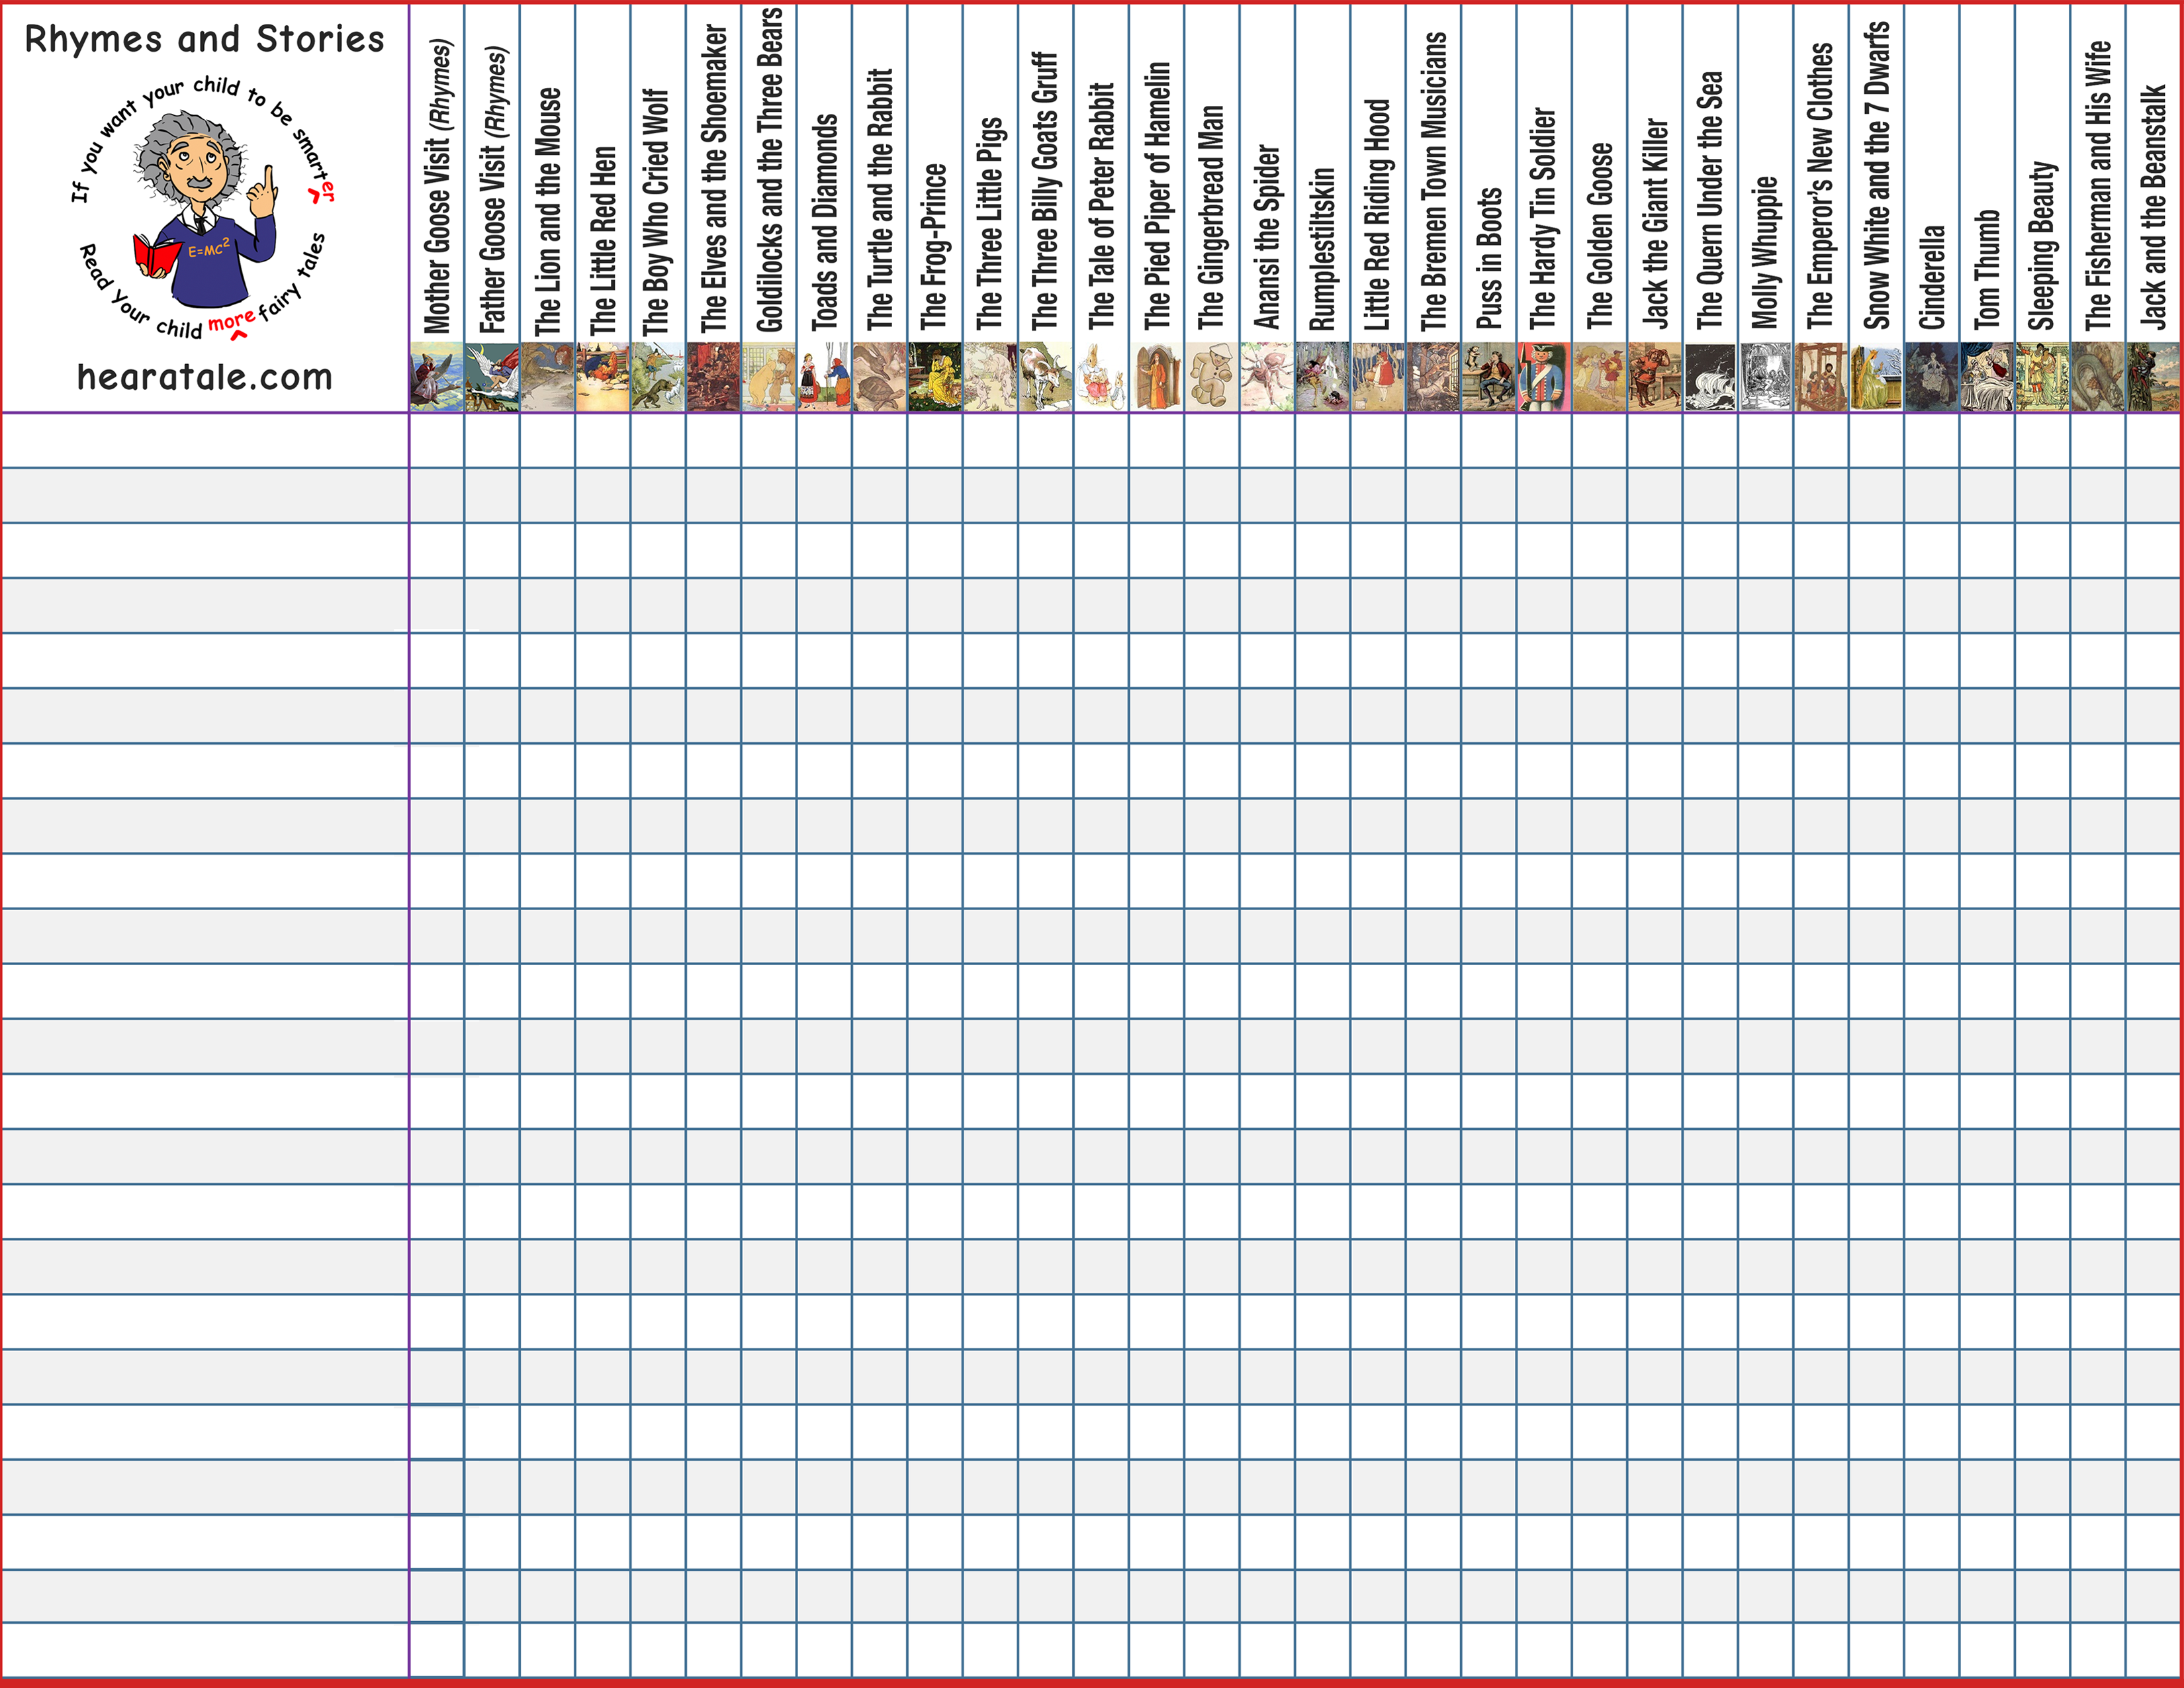 Rhymes and Stories
If you want your child to be smarter
Read your child more fairy tales
E=MC²
hearatale.com
Mother Goose Visit (Rhymes)
Father Goose Visit (Rhymes)
The Lion and the Mouse
The Little Red Hen
The Boy Who Cried Wolf
The Elves and the Shoemaker
Goldilocks and the Three Bears
Toads and Diamonds
The Turtle and the Rabbit
The Frog-Prince
The Three Little Pigs
The Three Billy Goats Gruff
The Tale of Peter Rabbit
The Pied Piper of Hamelin
The Gingerbread Man
Anansi the Spider
Rumplestiltskin
Little Red Riding Hood
The Bremen Town Musicians
Puss in Boots
The Hardy Tin Soldier
The Golden Goose
Jack the Giant Killer
The Quern Under the Sea
Molly Whuppie
The Emperor's New Clothes
Snow White and the 7 Dwarfs
Cinderella
Tom Thumb
Sleeping Beauty
The Fisherman and His Wife
Jack and the Beanstalk